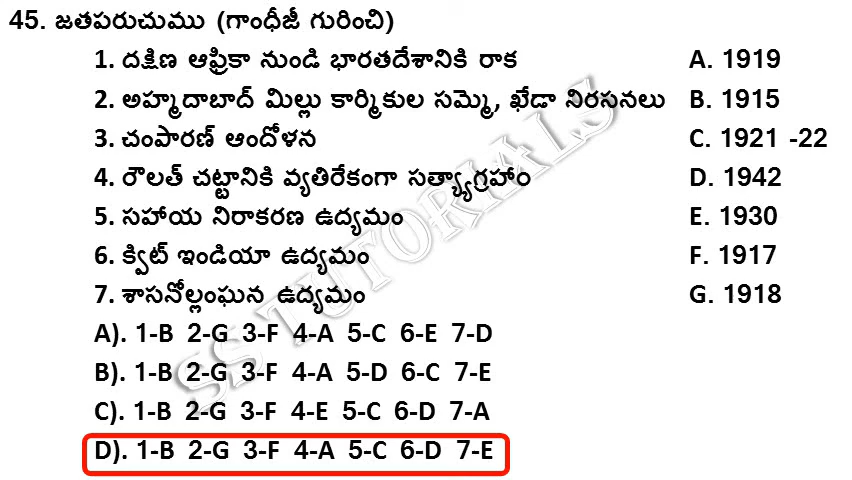 45. జతపరుచుము (గాంధీజీ గురించి)
1. దక్షిణ ఆఫ్రికా నుండి భారతదేశానికి రాక A. 1919
2. అహ్మదాబాద్ మిల్లు కార్మికుల సమ్మె, ఖేడా నిరసనలు B. 1915
3. చంపారణ్ ఆందోళన C. 1921 -22
4. రౌలత్ చట్టానికి వ్యతిరేకంగా సత్యాగ్రహం D. 1942
5. సహాయ నిరాకరణ ఉద్యమం E. 1930
6. క్విట్ ఇండియా ఉద్యమం F. 1917
7. శాసనోల్లంఘన ఉద్యమం G. 1918
A). 1-B 2-G 3-F 4-A 5-C 6-E 7-D
B). 1-B 2-G 3-F 4-A 5-D 6-C 7-E
C). 1-B 2-G 3-F 4-E 5-C 6-D 7-A
D). 1-B 2-G 3-F 4-A 5-C 6-D 7-E
SS TUTORIALS